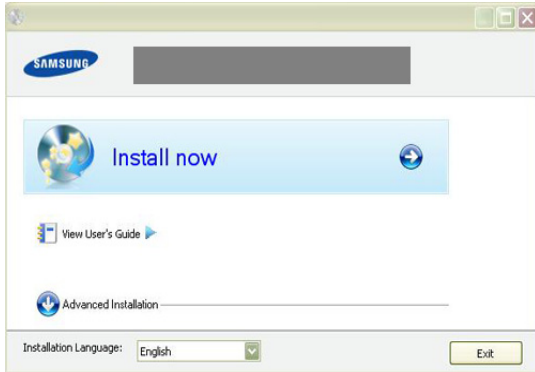 SAMSUNG
Install now
View User's Guide
Advanced Installation
Installation Language: English
Exit